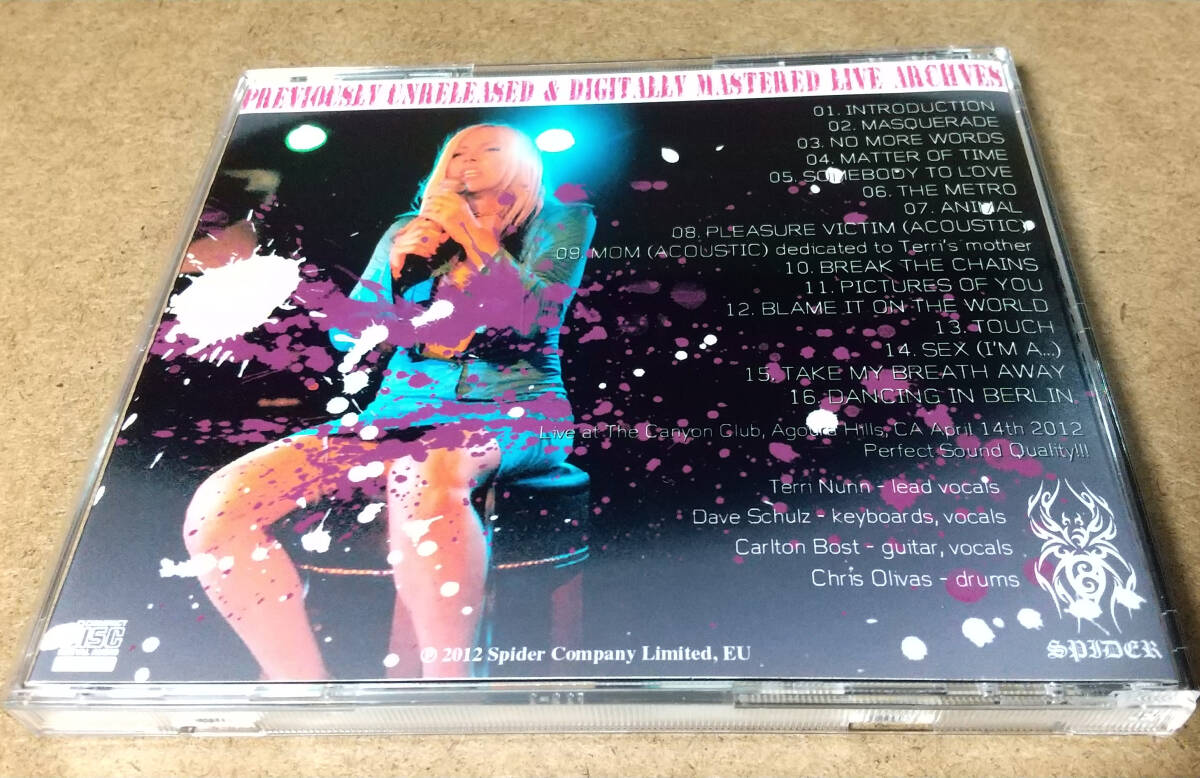 PREVIOUSLY UNRELEASED & DIGITALLY MASTERED LIVE ARCHVES
01. INTRODUCTION
02. MASQUERADE
03. NO MORE WORDS
04. MATTER OF TIME
05. SOMEBODY TO LOVE
06. THE METRO
07. ANIMAL
08. PLEASURE VICTIM (ACOUSTIC)
09. MOM (ACOUSTIC) dedicated to Terri's mother
10. BREAK THE CHAINS
11. PICTURES OF YOU
12. BLAME IT ON THE WORLD
13. TOUCH
14. SEX (I'M A...)
15. TAKE MY BREATH AWAY
16. DANCING IN BERLIN
Live at The Canyon Club, Agoura Hills, CA April 14th 2012
Perfect Sound Quality!!!
Terri Nunn - lead vocals
Dave Schulz - keyboards, vocals
Carlton Bost - guitar, vocals
Chris Olivas - drums
SPIDER
℗ 2012 Spider Company Limited, EU